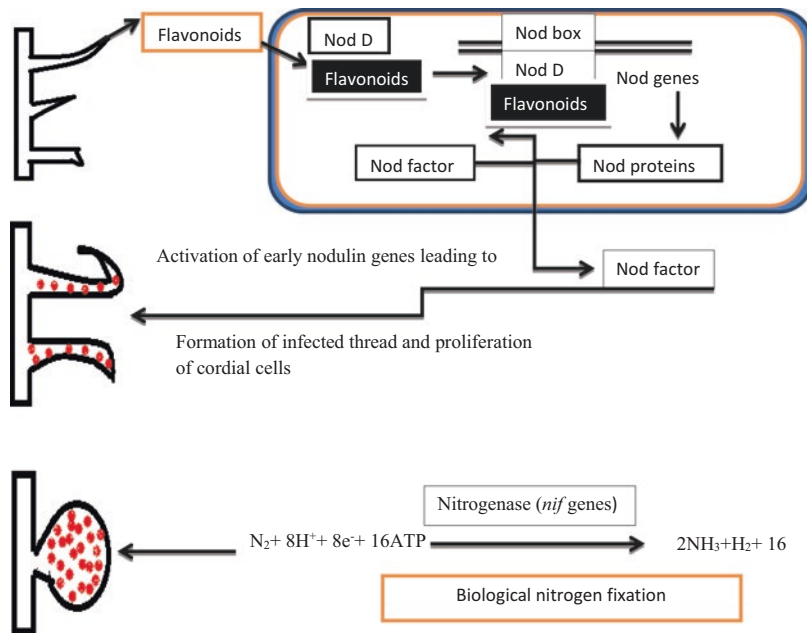 Flavonoids
Nod D
Flavonoids
Nod box
Nod D
Flavonoids
Nod genes
Nod factor
Nod proteins
Activation of early nodulin genes leading to
Nod factor
Formation of infected thread and proliferation
of cordial cells
Nitrogenase (nif genes)
N₂+ 8H⁺+ 8e⁻+ 16ATP
2NH₃+H₂+ 16
Biological nitrogen fixation